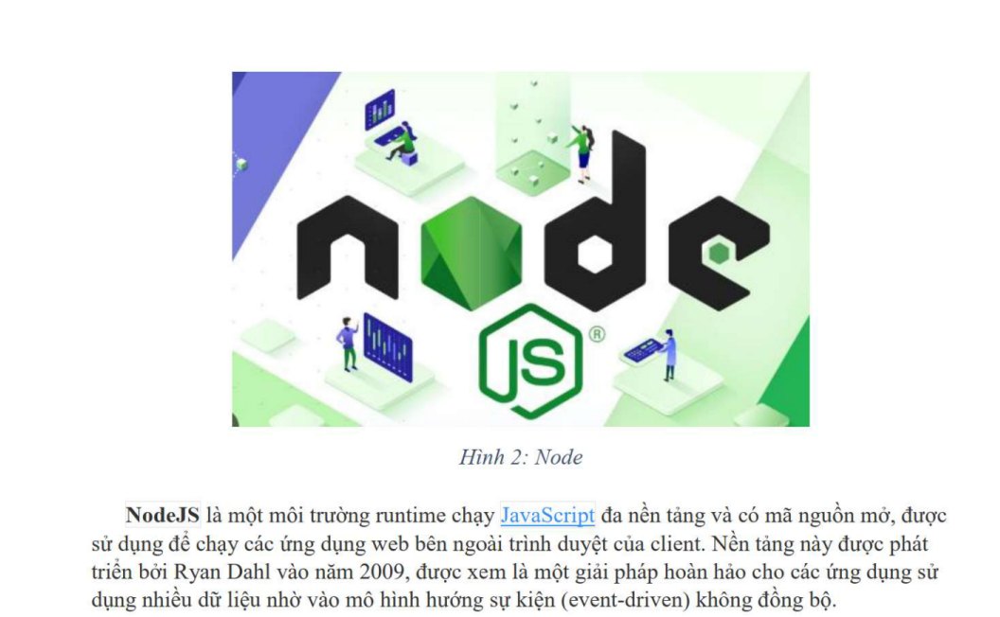 node
JS ®
Hình 2: Node
NodeJS là một môi trường runtime chạy JavaScript đa nền tảng và có mã nguồn mở, được
sử dụng để chạy các ứng dụng web bên ngoài trình duyệt của client. Nền tảng này được phát
triển bởi Ryan Dahl vào năm 2009, được xem là một giải pháp hoàn hảo cho các ứng dụng sử
dụng nhiều dữ liệu nhờ vào mô hình hướng sự kiện (event-driven) không đồng bộ.